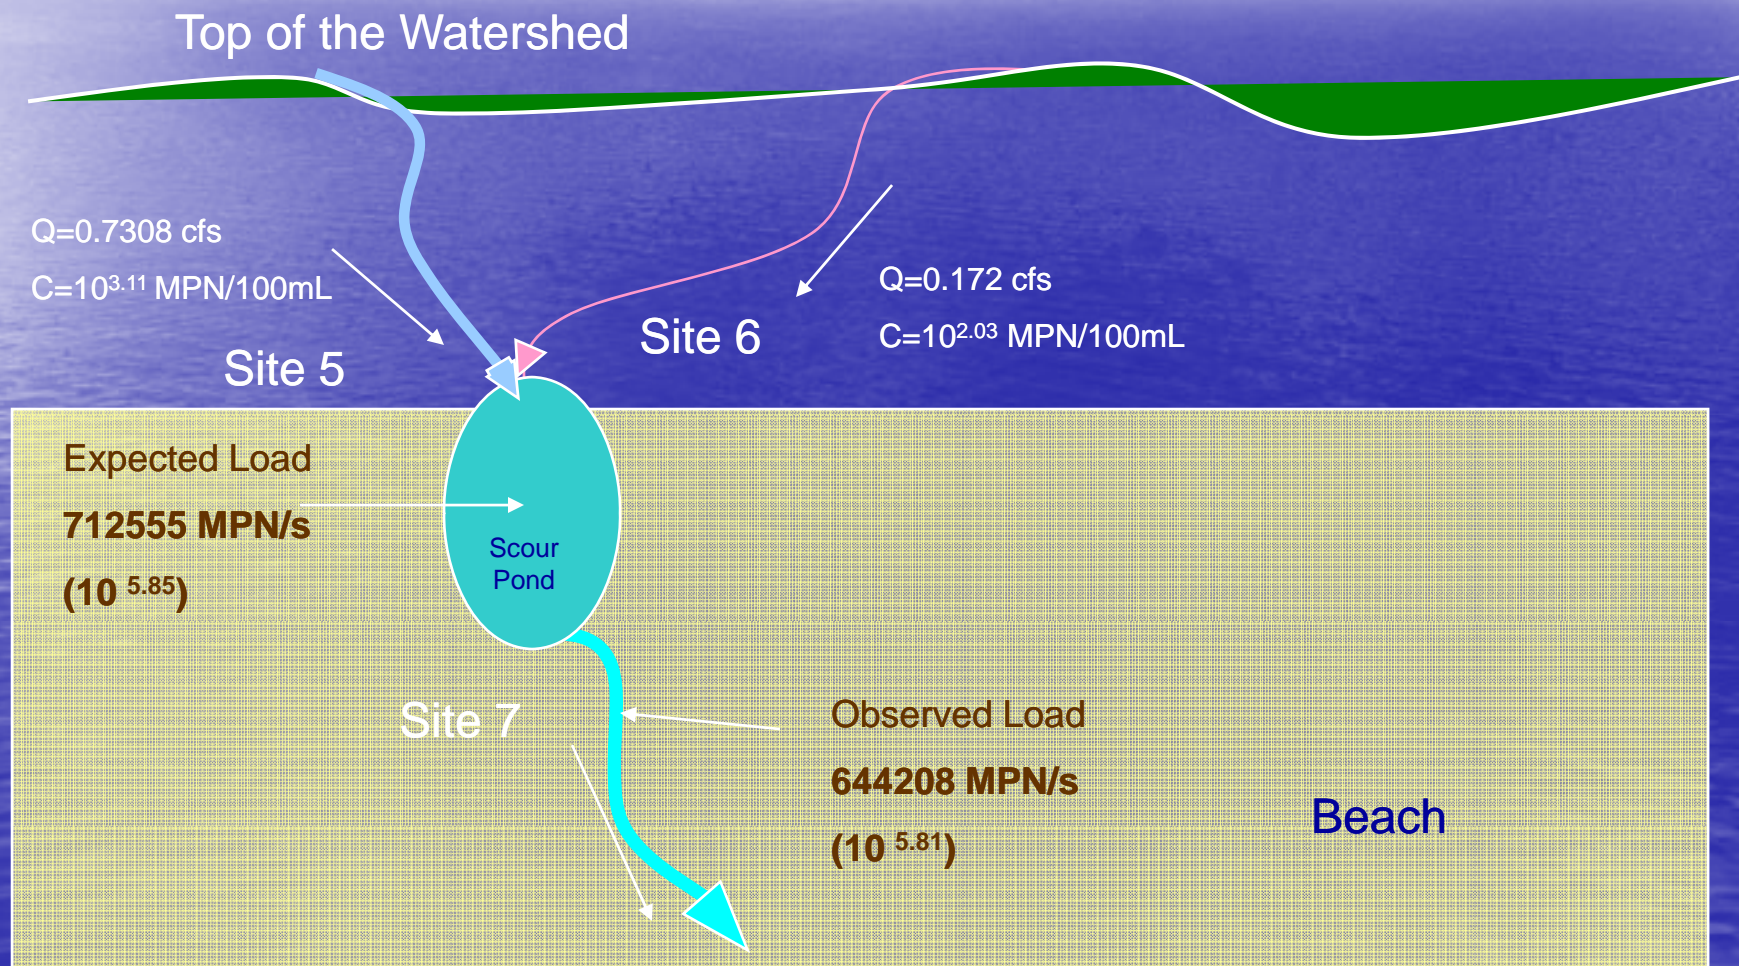 Top of the Watershed
Q=0.7308 cfs
C=10^3.11 MPN/100mL
Site 5
Site 6
Q=0.172 cfs
C=10^2.03 MPN/100mL
Expected Load
712555 MPN/s
(10 ^5.85)
Scour
Pond
Site 7
Observed Load
644208 MPN/s
(10 ^5.81)
Beach